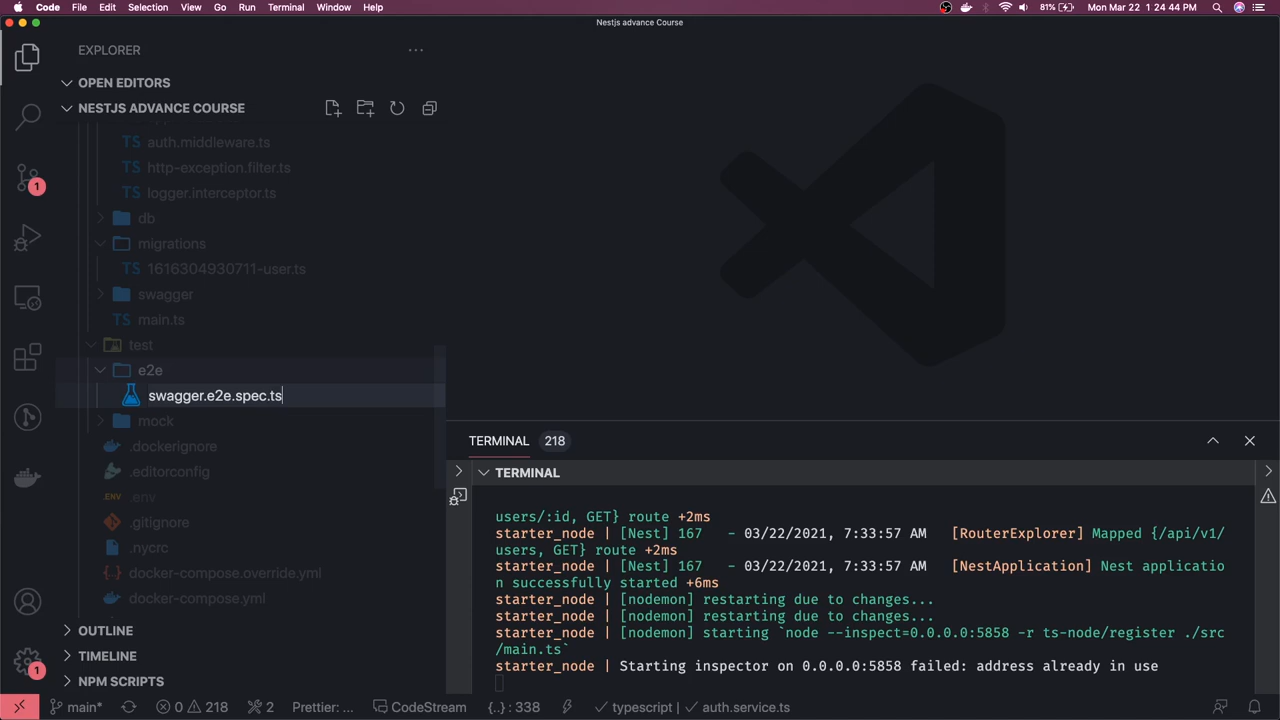 Code File Edit Selection View Go Run Terminal Window Help 81% Mon Mar 22 1 24:44 PM
Nestjs advance Course
EXPLORER
OPEN EDITORS
NESTJS ADVANCE COURSE
TS auth.middleware.ts
TS http-exception.filter.ts
TS logger.interceptor.ts
db
migrations
TS 1616304930711-user.ts
swagger
TS main.ts
test
e2e
swagger.e2e.spec.ts
mock
.dockerignore
.editorconfig
.ENV .env
.gitignore
.nycrc
{.} docker-compose.override.yml
docker-compose.yml
OUTLINE
TIMELINE
NPM SCRIPTS
1
1
TERMINAL 218
TERMINAL
users/:id, GET} route +2ms
starter_node | [Nest] 167 - 03/22/2021, 7:33:57 AM [RouterExplorer] Mapped {/api/v1/
users, GET} route +2ms
starter_node | [Nest] 167 - 03/22/2021, 7:33:57 AM [NestApplication] Nest applicatio
n successfully started +6ms
starter_node | [nodemon] restarting due to changes...
starter_node | [nodemon] restarting due to changes...
starter_node | [nodemon] starting `node --inspect=0.0.0.0:5858 -r ts-node/register ./src
/main.ts`
starter_node | Starting inspector on 0.0.0.0:5858 failed: address already in use
main* 0 218 2 Prettier: ... CodeStream {..} : 338 typescript | auth.service.ts